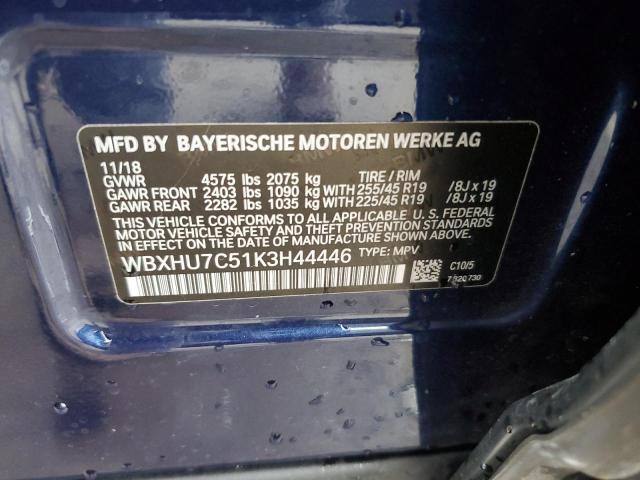 MFD BY BAYERISCHE MOTOREN WERKE AG
11/18
GVWR 4575 lbs 2075 kg TIRE / RIM
GAWR FRONT 2403 lbs 1090 kg WITH 255/45 R19 /8J x 19
GAWR REAR 2282 lbs 1035 kg WITH 225/45 R19 /8J x 19
THIS VEHICLE CONFORMS TO ALL APPLICABLE U. S. FEDERAL
MOTOR VEHICLE SAFETY AND THEFT PREVENTION STANDARDS
IN EFFECT ON THE DATE OF MANUFACTURE SHOWN ABOVE.
WBXHU7C51K3H44446 TYPE: MPV
C10/5
7320730